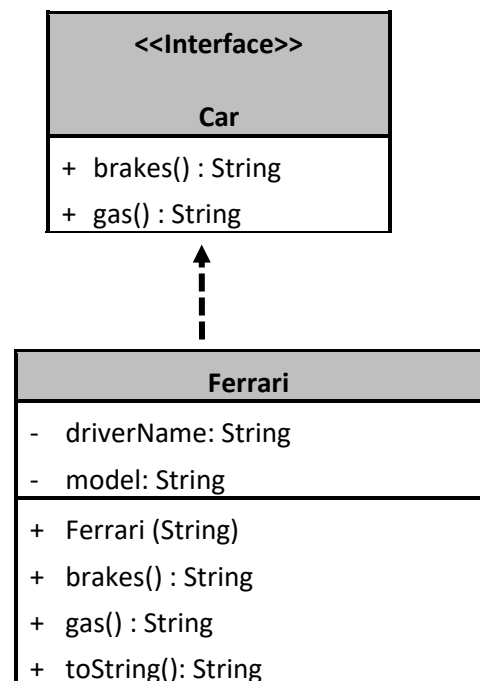 <<Interface>>
Car
+ brakes() : String
+ gas() : String
Ferrari
- driverName: String
- model: String
+ Ferrari (String)
+ brakes() : String
+ gas() : String
+ toString(): String